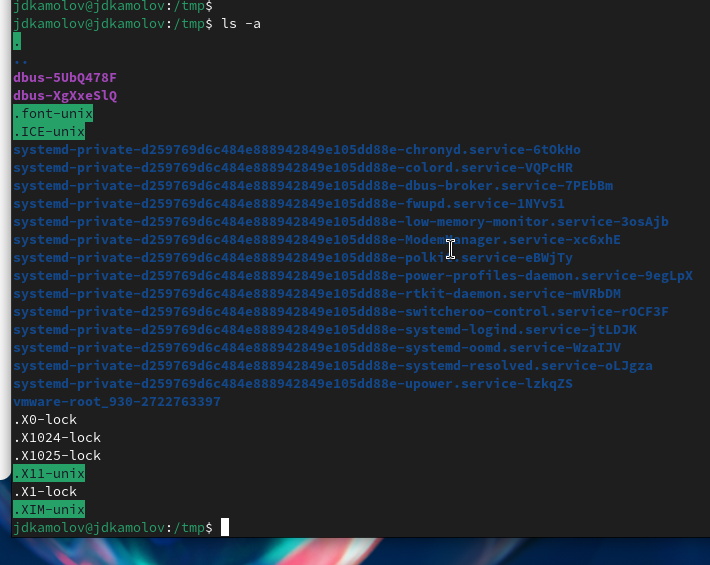 jdkamolov@jdkamolov:/tmp$
jdkamolov@jdkamolov:/tmp$ ls -a
.
..
dbus-5UbQ478F
dbus-XgXxeSlQ
.font-unix
.ICE-unix
systemd-private-d259769d6c484e888942849e105dd88e-chronyd.service-6tOkHo
systemd-private-d259769d6c484e888942849e105dd88e-colord.service-VQPcHR
systemd-private-d259769d6c484e888942849e105dd88e-dbus-broker.service-7PEbBm
systemd-private-d259769d6c484e888942849e105dd88e-fwupd.service-1NYv51
systemd-private-d259769d6c484e888942849e105dd88e-low-memory-monitor.service-3osAjb
systemd-private-d259769d6c484e888942849e105dd88e-ModemManager.service-xc6xhE
systemd-private-d259769d6c484e888942849e105dd88e-polkit.service-eBWjTy
systemd-private-d259769d6c484e888942849e105dd88e-power-profiles-daemon.service-9egLpX
systemd-private-d259769d6c484e888942849e105dd88e-rtkit-daemon.service-mVRbDM
systemd-private-d259769d6c484e888942849e105dd88e-switcheroo-control.service-rOCF3F
systemd-private-d259769d6c484e888942849e105dd88e-systemd-logind.service-jtLDJK
systemd-private-d259769d6c484e888942849e105dd88e-systemd-oomd.service-WzaIJV
systemd-private-d259769d6c484e888942849e105dd88e-systemd-resolved.service-oLJgza
systemd-private-d259769d6c484e888942849e105dd88e-upower.service-lzkqZS
vmware-root_930-2722763397
.X0-lock
.X1024-lock
.X1025-lock
.X11-unix
.X1-lock
.XIM-unix
jdkamolov@jdkamolov:/tmp$